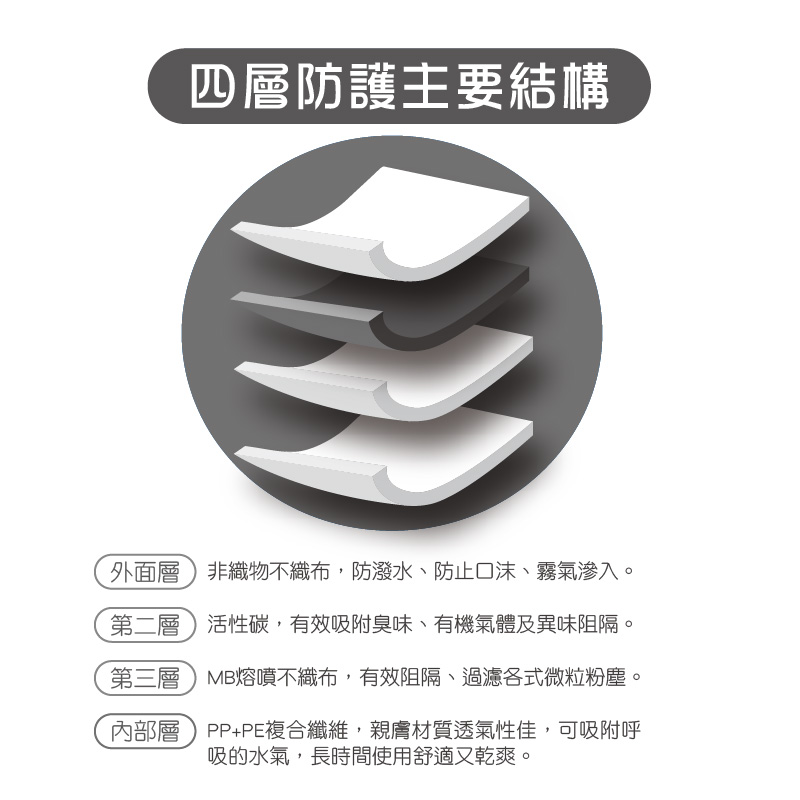 四層防護主要結構
外面層 非織物不織布，防潑水、防止口沫、霧氣滲入。
第二層 活性碳，有效吸附臭味、有機氣體及異味阻隔。
第三層 MB熔噴不織布，有效阻隔、過濾各式微粒粉塵。
內部層 PP+PE複合纖維，親膚材質透氣性佳，可吸附呼
吸的水氣，長時間使用舒適又乾爽。